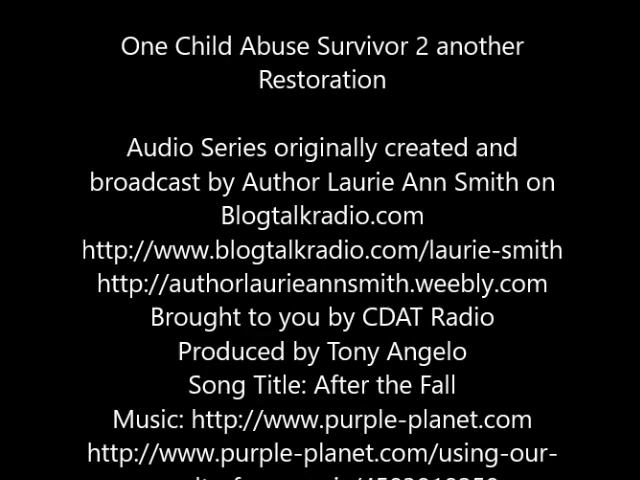 One Child Abuse Survivor 2 another
Restoration
Audio Series originally created and
broadcast by Author Laurie Ann Smith on
Blogtalkradio.com
http://www.blogtalkradio.com/laurie-smith
http://authorlaurieannsmith.weebly.com
Brought to you by CDAT Radio
Produced by Tony Angelo
Song Title: After the Fall
Music: http://www.purple-planet.com
http://www.purple-planet.com/using-our-